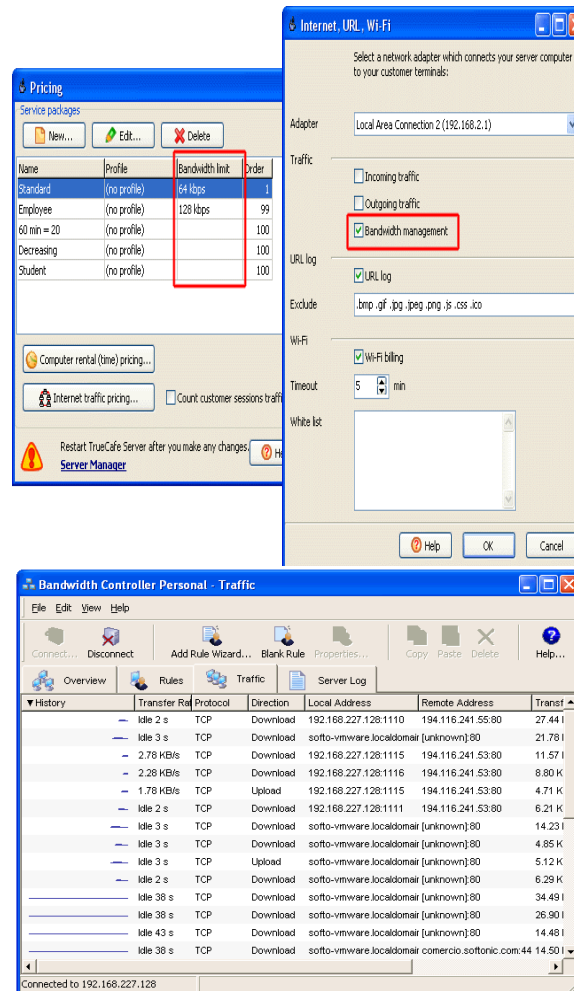 Pricing
Service packages
New... Edit... Delete
Name Profile Bandwidth limit Order
Standard (no profile) 64 kbps 1
Employee (no profile) 128 kbps 99
60 min = 20 (no profile) 100
Decreasing (no profile) 100
Student (no profile) 100
Computer rental (time) pricing...
Internet traffic pricing... Count customer sessions traffi
Restart TrueCafe Server after you make any changes.
Server Manager
He
Internet, URL, Wi-Fi
Select a network adapter which connects your server computer
to your customer terminals:
Adapter Local Area Connection 2 (192.168.2.1)
Traffic
Incoming traffic
Outgoing traffic
Bandwidth management
URL log
URL log
Exclude .bmp .gif .jpg .jpeg .png .js .css .ico
Wi-Fi
Wi-Fi billing
Timeout 5 min
White list
Help OK Cancel
Bandwidth Controller Personal - Traffic
File Edit View Help
Connect... Disconnect Add Rule Wizard... Blank Rule Properties... Copy Paste Delete Help...
Overview Rules Traffic Server Log
History Transfer Rat Protocol Direction Local Address Remote Address Transf
Idle 2 s TCP Download 192.168.227.128:1110 194.116.241.55:80 27.44
Idle 3 s TCP Download softo-vmware.localdomair [unknown]:80 21.78
2.78 KB/s TCP Download 192.168.227.128:1115 194.116.241.53:80 11.57
2.28 KB/s TCP Download 192.168.227.128:1116 194.116.241.53:80 8.80 K
1.78 KB/s TCP Upload 192.168.227.128:1115 194.116.241.53:80 4.71 K
Idle 2 s TCP Download 192.168.227.128:1111 194.116.241.53:80 6.21 K
Idle 3 s TCP Download softo-vmware.localdomair [unknown]:80 14.23
Idle 3 s TCP Download softo-vmware.localdomair [unknown]:80 4.85 K
Idle 3 s TCP Upload softo-vmware.localdomair [unknown]:80 5.12 K
Idle 2 s TCP Download softo-vmware.localdomair [unknown]:80 6.29 K
Idle 38 s TCP Download softo-vmware.localdomair [unknown]:80 34.49
Idle 38 s TCP Download softo-vmware.localdomair [unknown]:80 26.90
Idle 43 s TCP Download softo-vmware.localdomair [unknown]:80 14.48
Idle 38 s TCP Download softo-vmware.localdomair comercio.softonic.com:44 14.50
Connected to 192.168.227.128